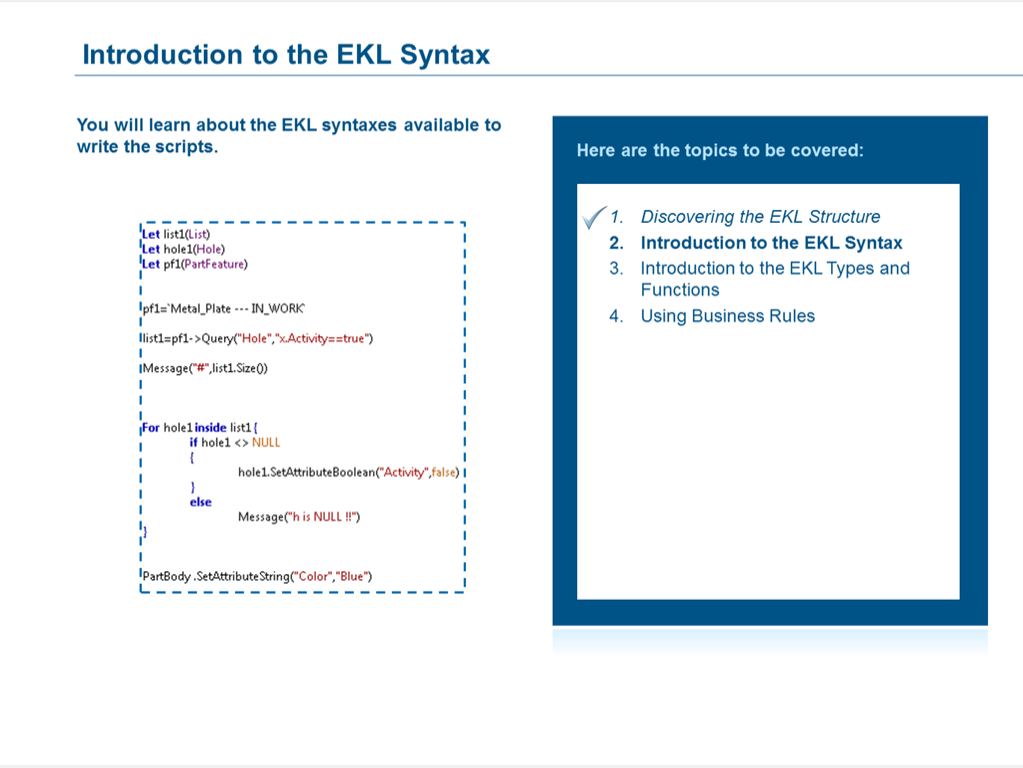 Introduction to the EKL Syntax
You will learn about the EKL syntaxes available to
write the scripts.
Let list1(List)
Let hole1(Hole)
Let pf1(PartFeature)
pf1=`Metal_Plate --- IN_WORK`
list1=pf1->Query("Hole","x.Activity==true")
Message("#",list1.Size())
For hole1 inside list1 {
if hole1 <> NULL
{
hole1.SetAttributeBoolean("Activity",false)
}
else
Message("h is NULL !!")
}
PartBody .SetAttributeString("Color","Blue")
Here are the topics to be covered:
1. Discovering the EKL Structure
2. Introduction to the EKL Syntax
3. Introduction to the EKL Types and
Functions
4. Using Business Rules